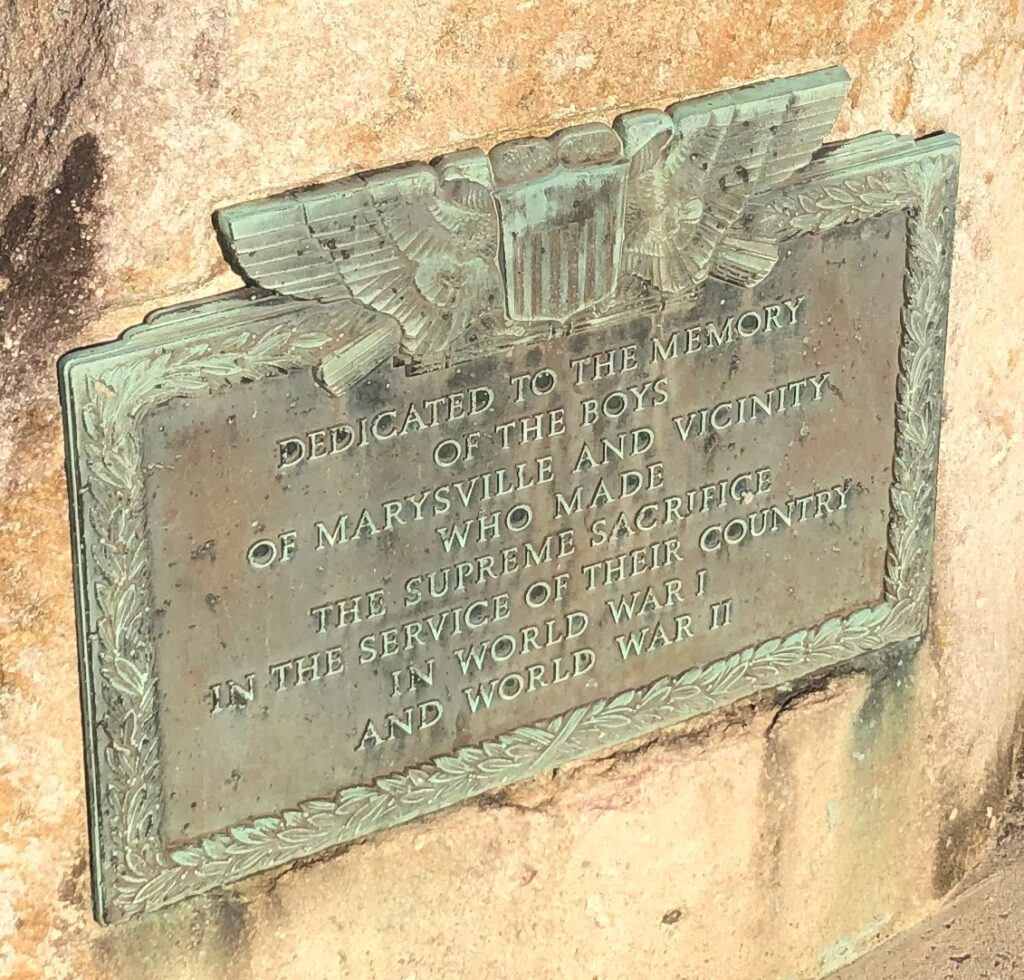 DEDICATED TO THE MEMORY
OF THE BOYS
OF MARYSVILLE AND VICINITY
WHO MADE
THE SUPREME SACRIFICE
IN THE SERVICE OF THEIR COUNTRY
IN WORLD WAR I
AND WORLD WAR II